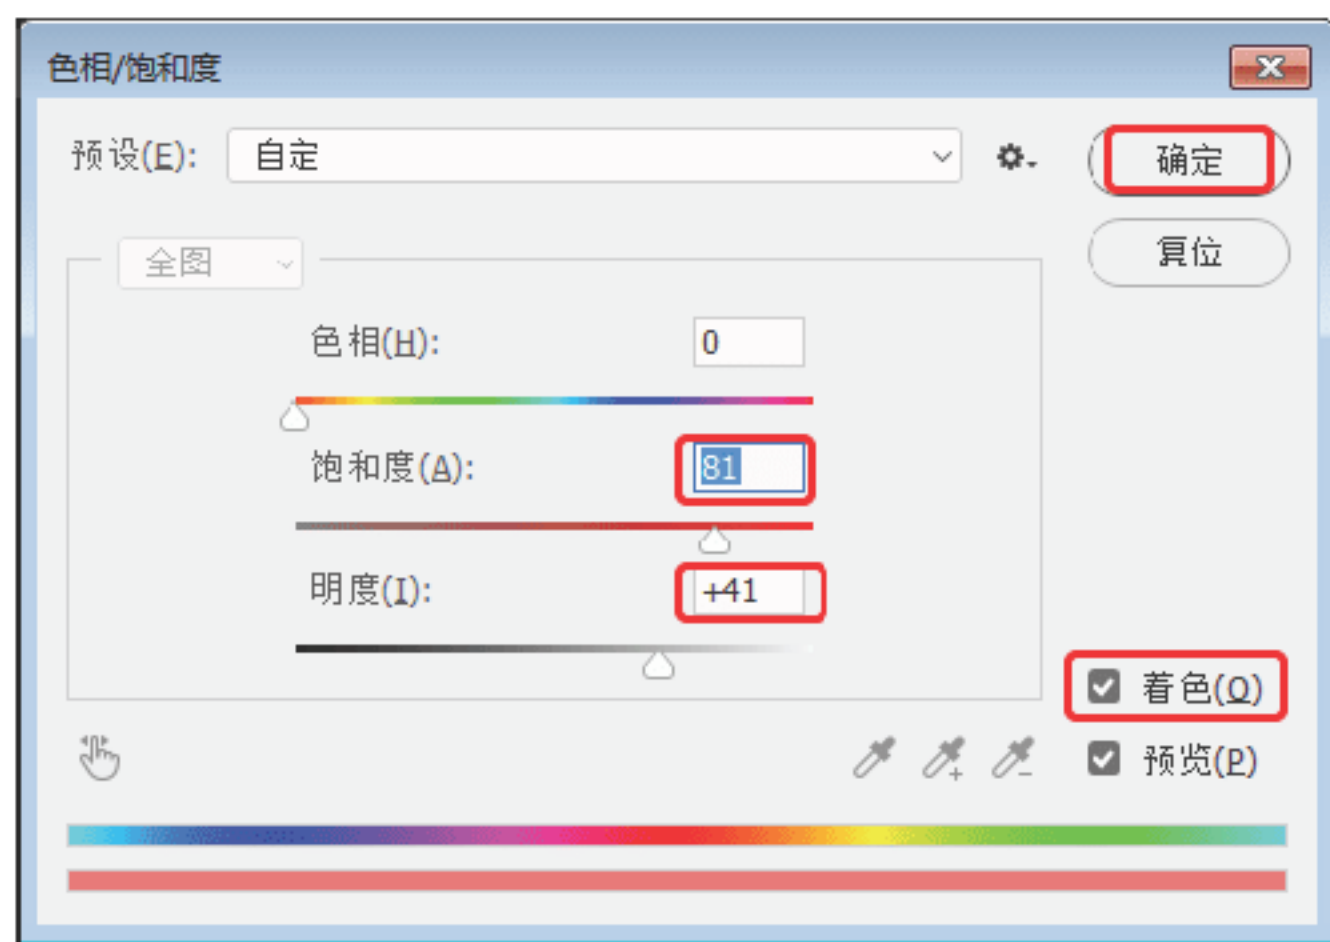 色相/饱和度
预设(E): 自定
确定
复位
全图
色相(H): 0
饱和度(A): 81
明度(I): +41
着色(O)
预览(P)